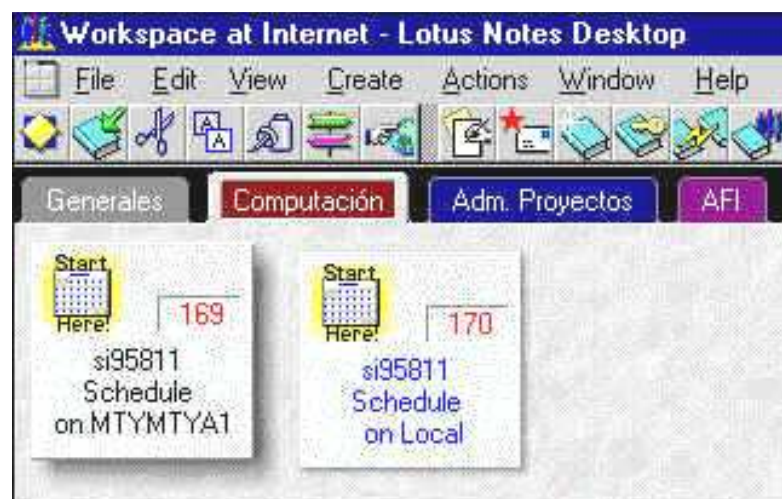 Workspace at Internet - Lotus Notes Desktop
File Edit View Create Actions Window Help
Generales Computación Adm. Proyectos AFI
Start Here! 169
si95811
Schedule
on MTYMTYA1
Start Here! 170
si95811
Schedule
on Local